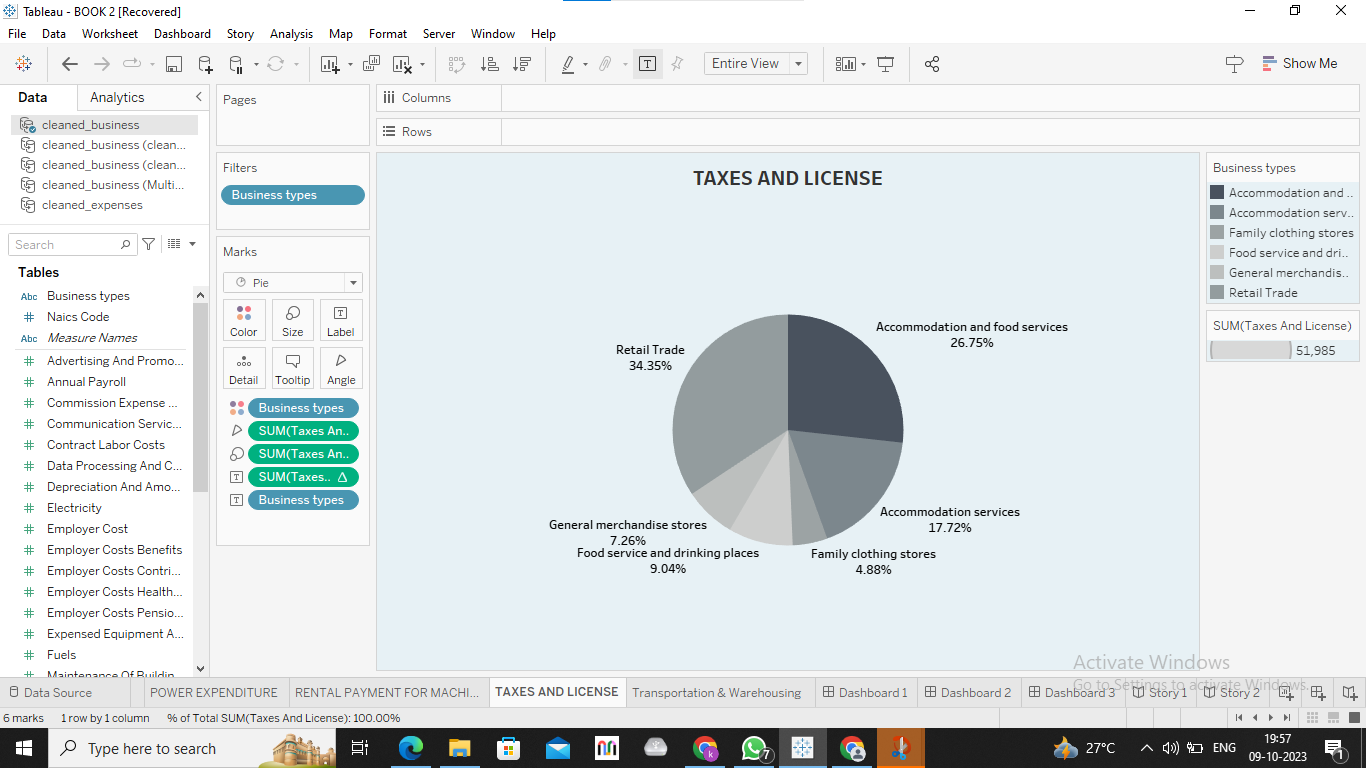 Tableau - BOOK 2 [Recovered]
File Data Worksheet Dashboard Story Analysis Map Format Server Window Help
Entire View
Show Me
Data Analytics
cleaned_business
cleaned_business (clean...
cleaned_business (clean...
cleaned_business (Multi...
cleaned_expenses
Search
Tables
Abc Business types
# Naics Code
Abc Measure Names
# Advertising And Promo...
# Annual Payroll
# Commission Expense ...
# Communication Servic...
# Contract Labor Costs
# Data Processing And C...
# Depreciation And Amo...
# Electricity
# Employer Cost
# Employer Costs Benefits
# Employer Costs Contri...
# Employer Costs Health...
# Employer Costs Pensio...
# Expensed Equipment A...
# Fuels
# Maintenance Of Buildin
Pages
Filters
Business types
Marks
Pie
Color Size Label
Detail Tooltip Angle
Business types
SUM(Taxes An..
SUM(Taxes An..
SUM(Taxes.. Δ
Business types
Columns
Rows
TAXES AND LICENSE
Accommodation and food services
26.75%
Retail Trade
34.35%
Accommodation services
17.72%
General merchandise stores
7.26%
Food service and drinking places
9.04%
Family clothing stores
4.88%
Business types
Accommodation and ..
Accommodation serv..
Family clothing stores
Food service and dri..
General merchandis..
Retail Trade
SUM(Taxes And License)
51,985
Activate Windows
Go to Settings to activate Windows.
Data Source POWER EXPENDITURE RENTAL PAYMENT FOR MACHI... TAXES AND LICENSE Transportation & Warehousing Dashboard 1 Dashboard 2 Dashboard 3 Story 1 Story 2
6 marks 1 row by 1 column % of Total SUM(Taxes And License): 100.00%
Type here to search
7
27°C
ENG
19:57
09-10-2023
1